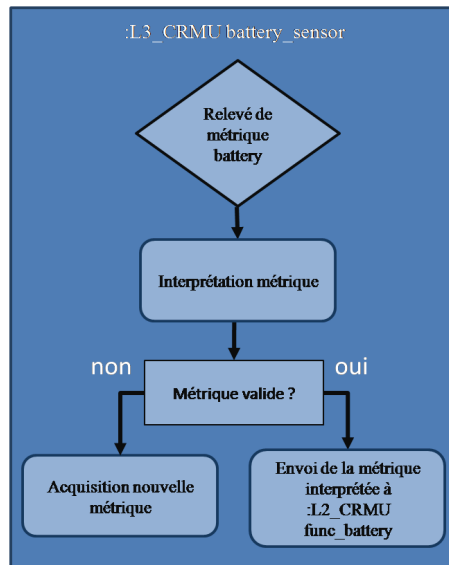 :L3_CRMU battery_sensor
Relevé de
métrique
battery
Interprétation métrique
non
oui
Métrique valide ?
Acquisition nouvelle
métrique
Envoi de la métrique
interprétée à
:L2_CRMU
func_battery